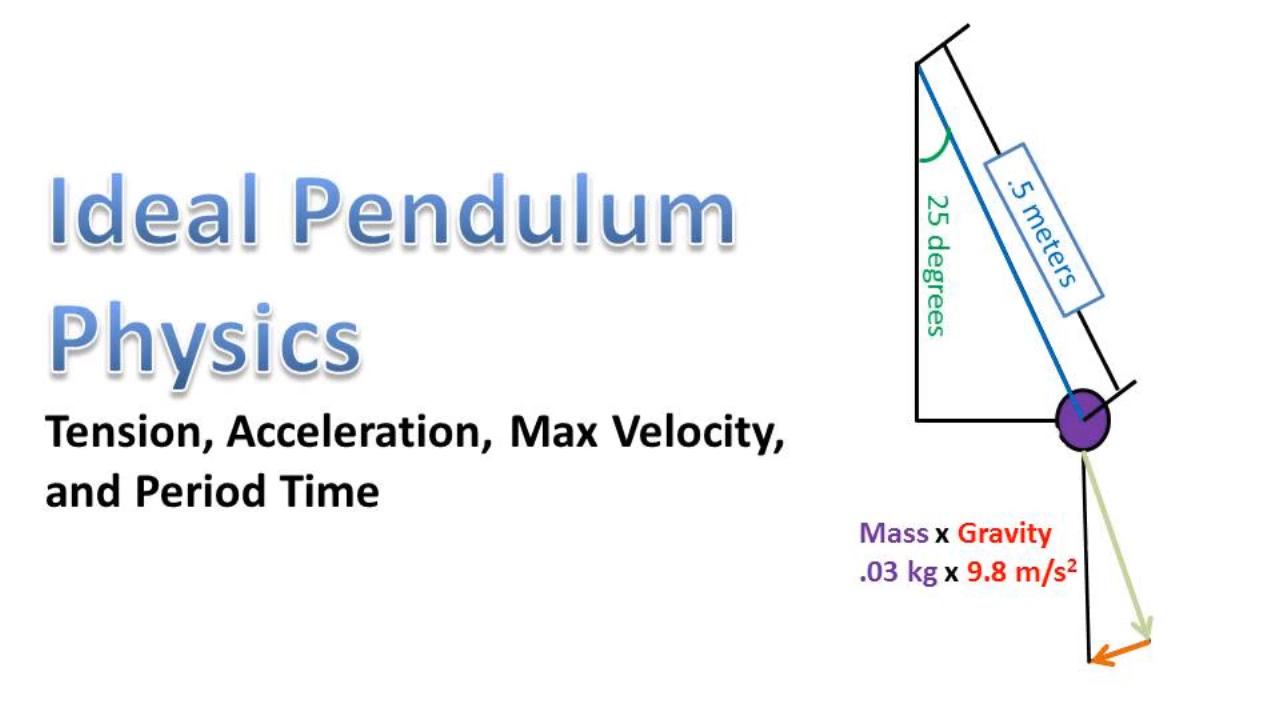 Ideal Pendulum
Physics
Tension, Acceleration, Max Velocity,
and Period Time
.5 meters
25 degrees
Mass x Gravity
.03 kg x 9.8 m/s²